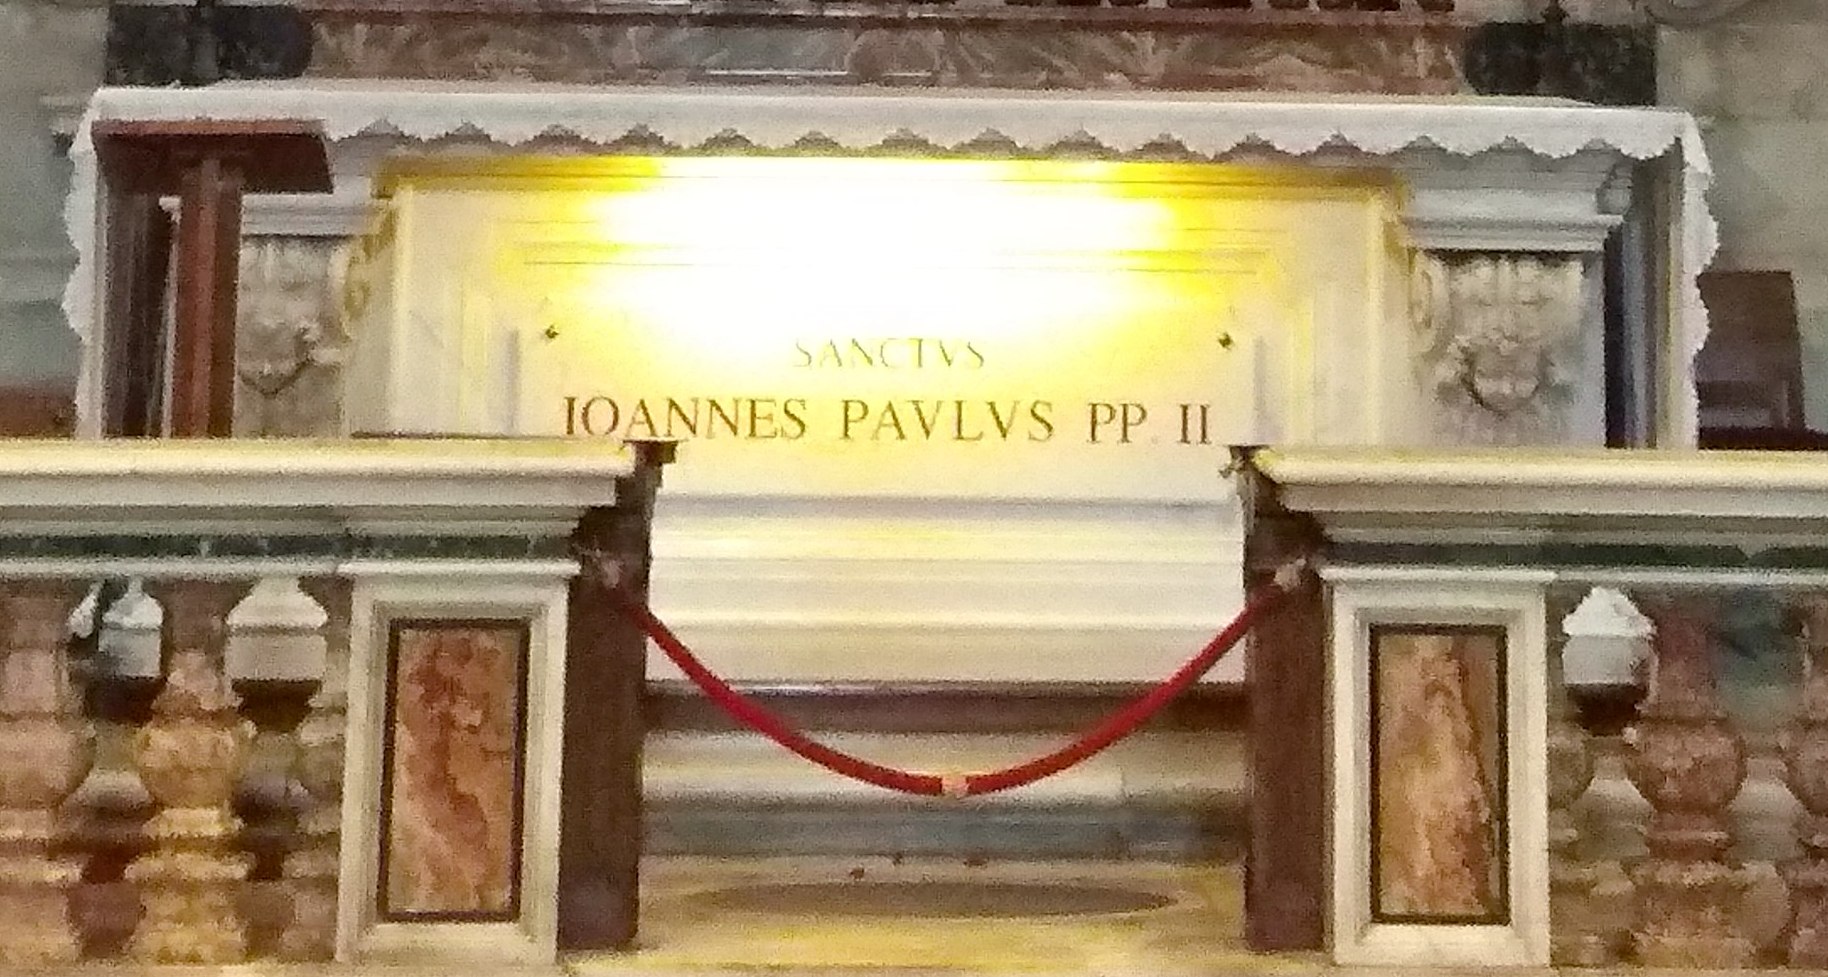 SANCTVS
IOANNES PAVLVS PP. II